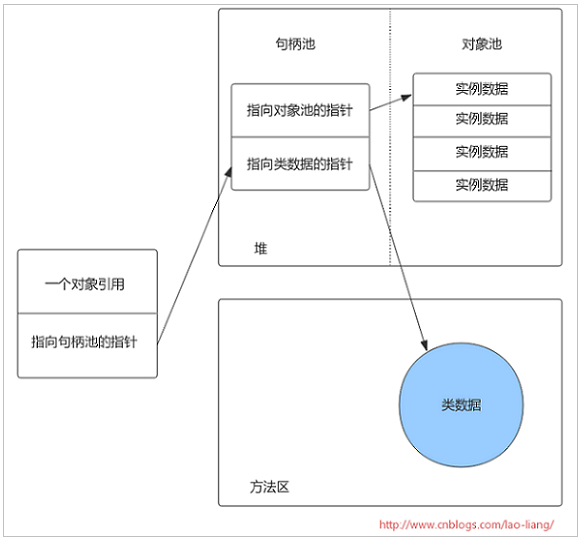 句柄池
对象池
指向对象池的指针
指向类数据的指针
实例数据
实例数据
实例数据
实例数据
堆
一个对象引用
指向句柄池的指针
类数据
方法区
http://www.cnblogs.com/lao-liang/